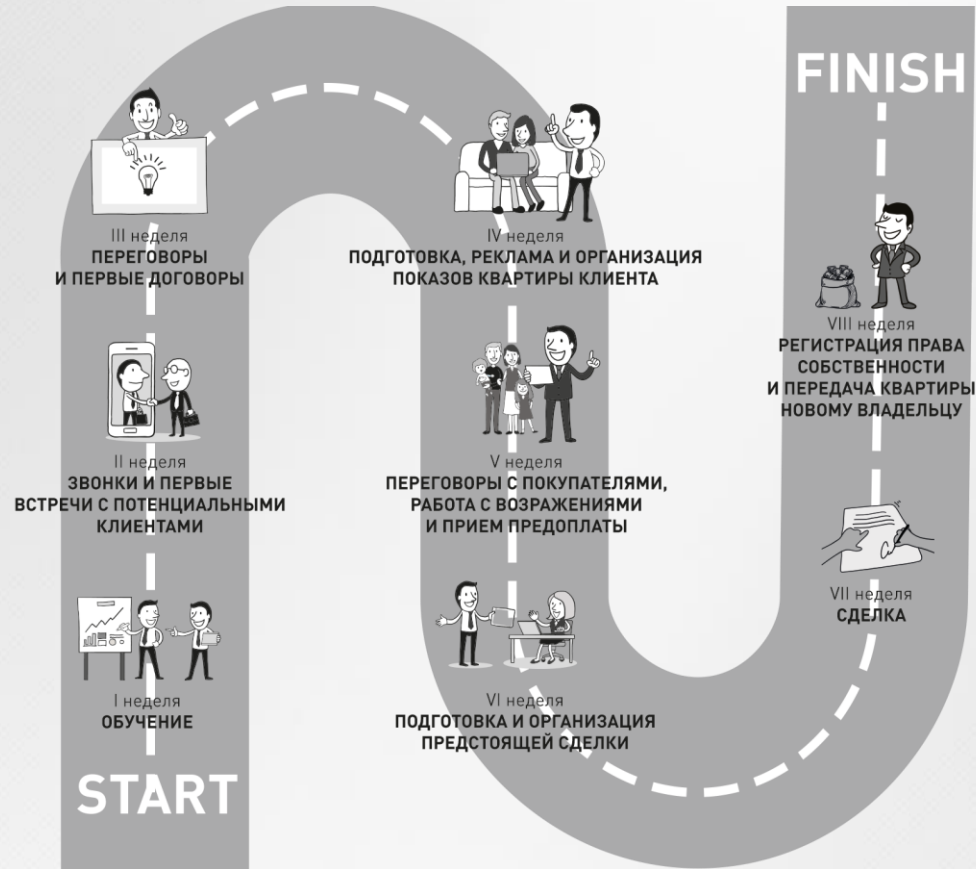 START
I неделя
ОБУЧЕНИЕ
II неделя
ЗВОНКИ И ПЕРВЫЕ
ВСТРЕЧИ С ПОТЕНЦИАЛЬНЫМИ
КЛИЕНТАМИ
III неделя
ПЕРЕГОВОРЫ
И ПЕРВЫЕ ДОГОВОРЫ
IV неделя
ПОДГОТОВКА, РЕКЛАМА И ОРГАНИЗАЦИЯ
ПОКАЗОВ КВАРТИРЫ КЛИЕНТА
V неделя
ПЕРЕГОВОРЫ С ПОКУПАТЕЛЯМИ,
РАБОТА С ВОЗРАЖЕНИЯМИ
И ПРИЕМ ПРЕДОПЛАТЫ
VI неделя
ПОДГОТОВКА И ОРГАНИЗАЦИЯ
ПРЕДСТОЯЩЕЙ СДЕЛКИ
VII неделя
СДЕЛКА
VIII неделя
РЕГИСТРАЦИЯ ПРАВА
СОБСТВЕННОСТИ
И ПЕРЕДАЧА КВАРТИРЫ
НОВОМУ ВЛАДЕЛЬЦУ
FINISH